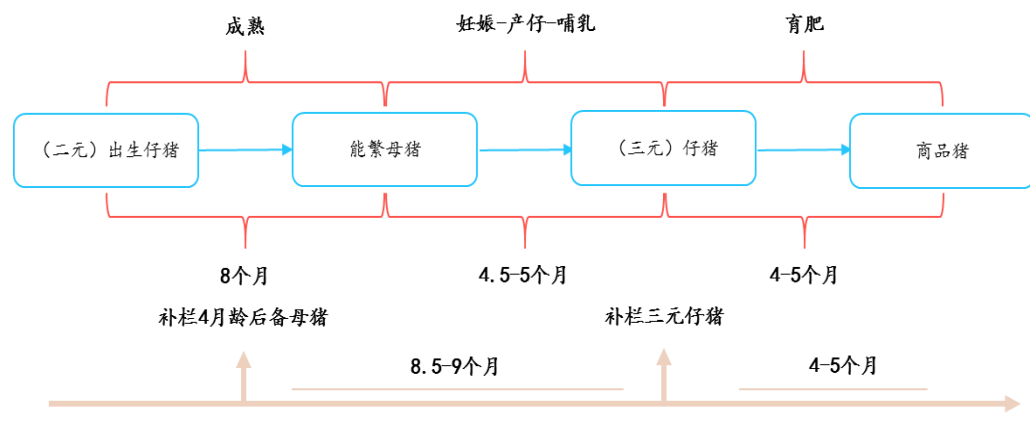 成熟
妊娠-产仔-哺乳
育肥
（二元）出生仔猪
能繁母猪
（三元）仔猪
商品猪
8个月
4.5-5个月
4-5个月
补栏4月龄后备母猪
补栏三元仔猪
8.5-9个月
4-5个月